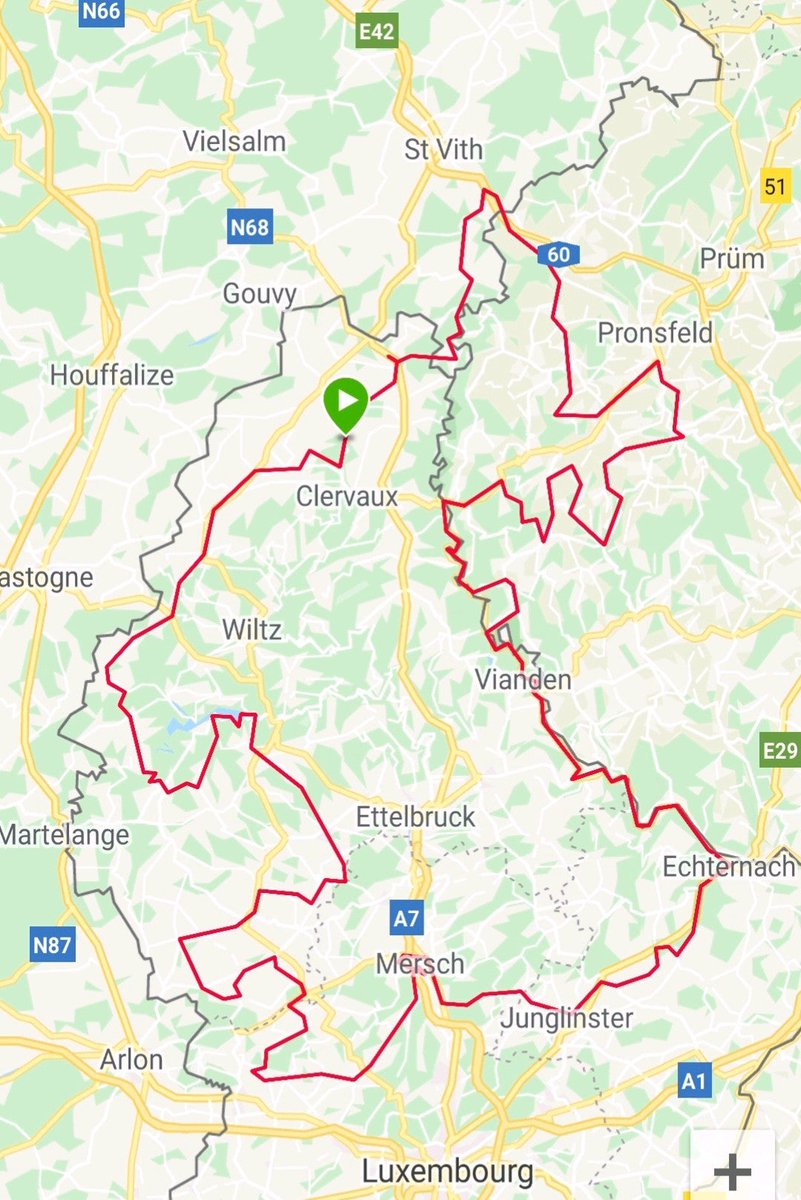 N66
E42
Vielsalm
St Vith
51
N68
60
Prüm
Gouvy
Pronsfeld
Houffalize
Clervaux
astogne
Wiltz
Vianden
E29
Ettelbruck
Martelange
Echternach
A7
N87
Mersch
Junglinster
Arlon
A1
Luxembourg
+